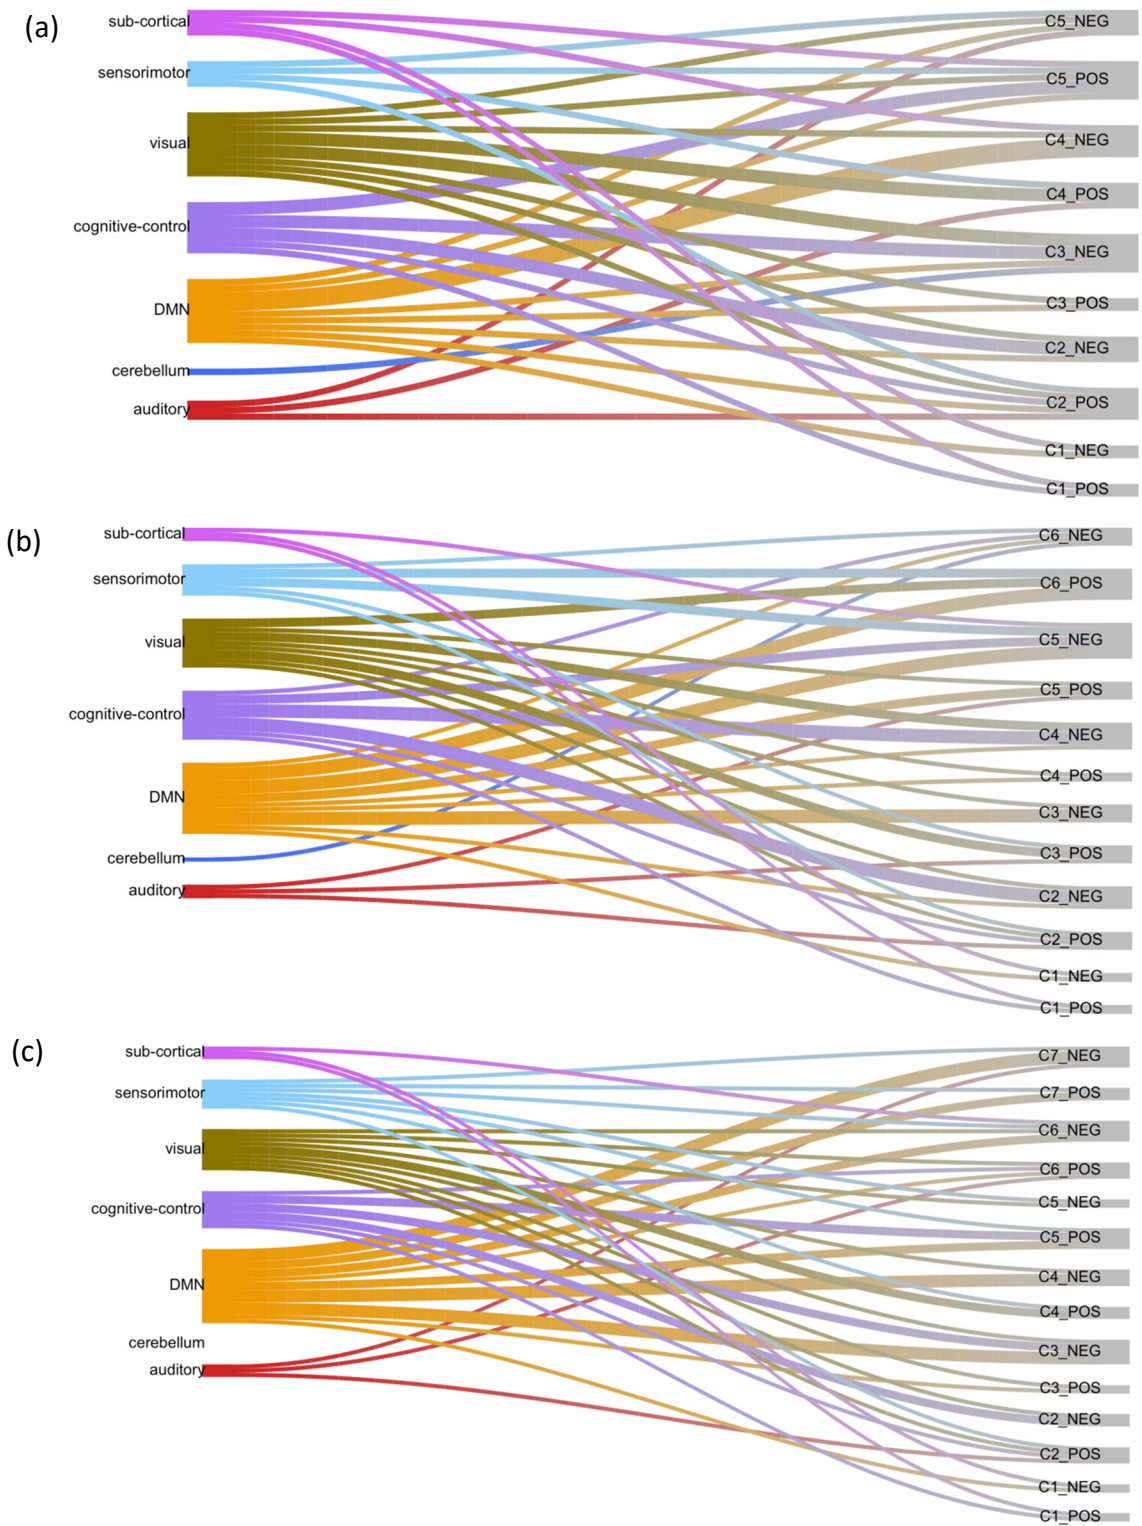 (a)
sub-cortical
sensorimotor
visual
cognitive-control
DMN
cerebellum
auditory
C5_NEG
C5_POS
C4_NEG
C4_POS
C3_NEG
C3_POS
C2_NEG
C2_POS
C1_NEG
C1_POS
(b)
sub-cortical
sensorimotor
visual
cognitive-control
DMN
cerebellum
auditory
C6_NEG
C6_POS
C5_NEG
C5_POS
C4_NEG
C4_POS
C3_NEG
C3_POS
C2_NEG
C2_POS
C1_NEG
C1_POS
(c)
sub-cortical
sensorimotor
visual
cognitive-control
DMN
cerebellum
auditory
C7_NEG
C7_POS
C6_NEG
C6_POS
C5_NEG
C5_POS
C4_NEG
C4_POS
C3_NEG
C3_POS
C2_NEG
C2_POS
C1_NEG
C1_POS